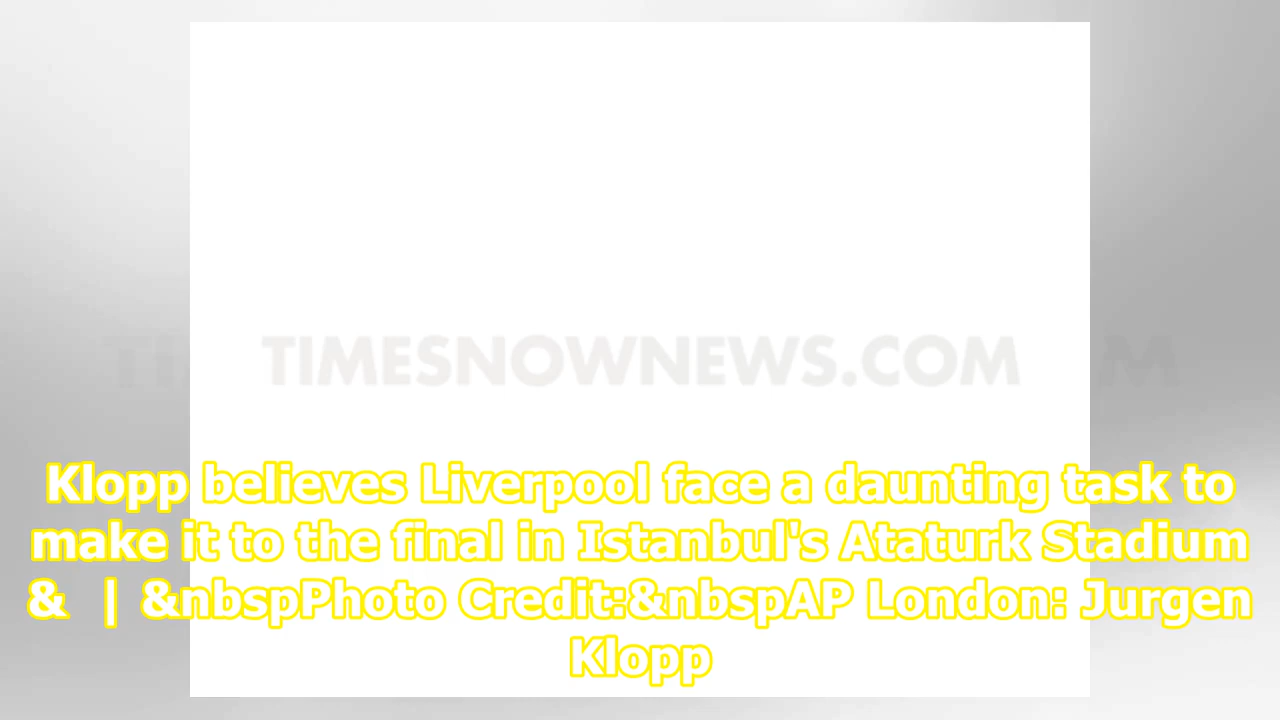 TIMESNOWNEWS.COM
Klopp believes Liverpool face a daunting task to
make it to the final in Istanbul's Ataturk Stadium
& | &nbspPhoto Credit:&nbspAP London: Jurgen
Klopp